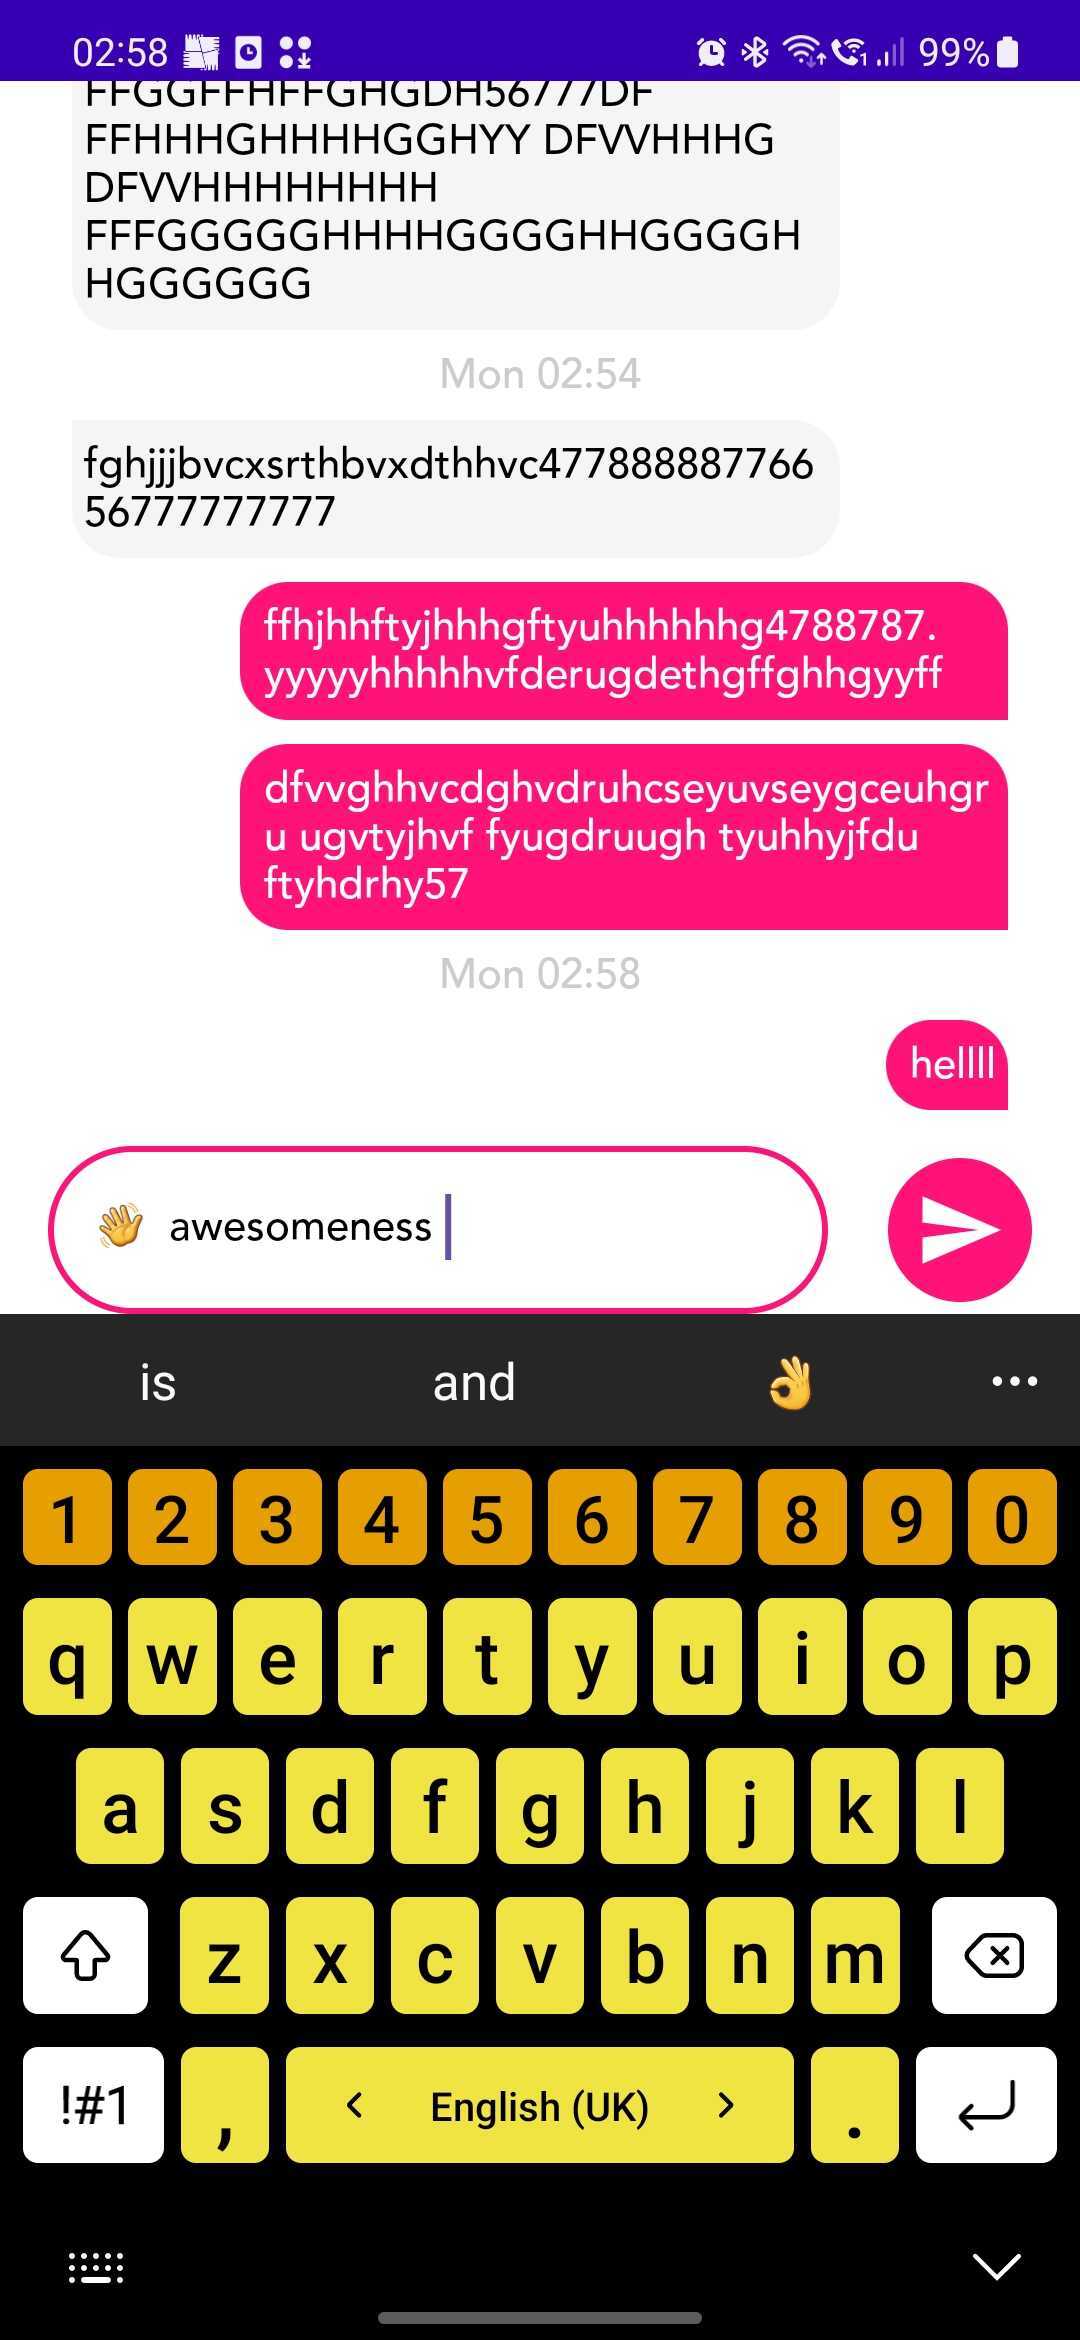 02:58 99%
FFGGFFHFFGHGDH56777DF
FFHHHGHHHHGGHYY DFVVHHHG
DFVVHHHHHHHH
FFFGGGGGHHHHGGGGHHGGGGH
HGGGGGG
Mon 02:54
fghjjjbvcxsrthbvxdthhvc477888887766
56777777777
ffhjhhftyjhhhgftyuhhhhhhg4788787.
yyyyyhhhhhvfderugdethgffghhgyyff
dfvvghhvcdghvdruhcseyuvseygceuhgr
u ugvtyjhvf fyugdruugh tyuhhyjfdu
ftyhdrhy57
Mon 02:58
hellll
👋 awesomeness
is and 👌 ...
1 2 3 4 5 6 7 8 9 0
q w e r t y u i o p
a s d f g h j k l
z x c v b n m
!#1 , < English (UK) > .